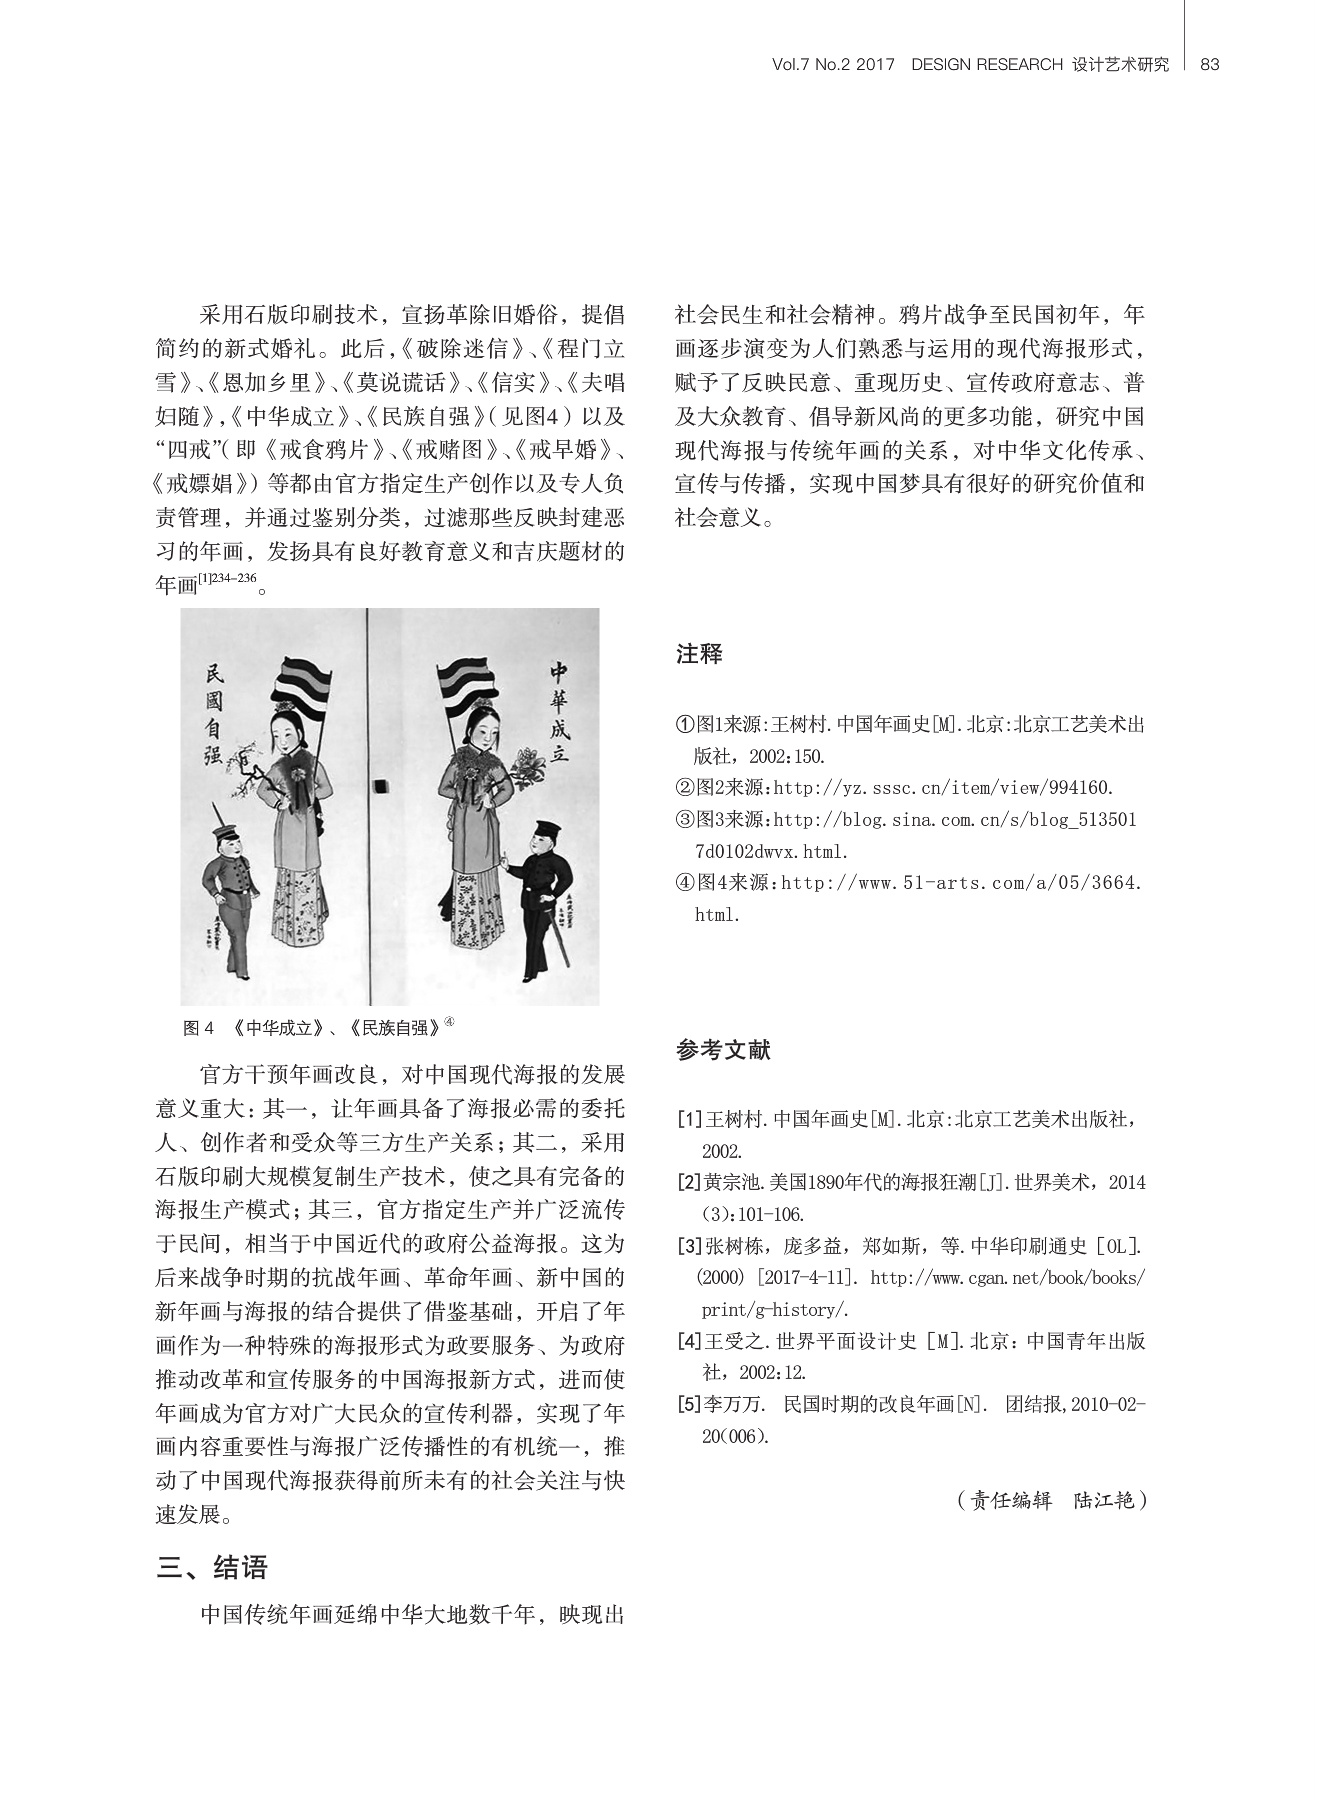 Vol.7 No.2 2017 DESIGN RESEARCH 设计艺术研究 83
采用石版印刷技术，宣扬革除旧婚俗，提倡
简约的新式婚礼。此后，《破除迷信》、《程门立
雪》、《恩加乡里》、《莫说谎话》、《信实》、《夫唱
妇随》，《中华成立》、《民族自强》（见图4）以及
“四戒”（即《戒食鸦片》、《戒赌图》、《戒早婚》、
《戒嫖娼》）等都由官方指定生产创作以及专人负
责管理，并通过鉴别分类，过滤那些反映封建恶
习的年画，发扬具有良好教育意义和吉庆题材的
年画[1]234-236。
民國自强
中華成立
图 4 《中华成立》、《民族自强》④
官方干预年画改良，对中国现代海报的发展
意义重大：其一，让年画具备了海报必需的委托
人、创作者和受众等三方生产关系；其二，采用
石版印刷大规模复制生产技术，使之具有完备的
海报生产模式；其三，官方指定生产并广泛流传
于民间，相当于中国近代的政府公益海报。这为
后来战争时期的抗战年画、革命年画、新中国的
新年画与海报的结合提供了借鉴基础，开启了年
画作为一种特殊的海报形式为政要服务、为政府
推动改革和宣传服务的中国海报新方式，进而使
年画成为官方对广大民众的宣传利器，实现了年
画内容重要性与海报广泛传播性的有机统一，推
动了中国现代海报获得前所未有的社会关注与快
速发展。
三、结语
中国传统年画延绵中华大地数千年，映现出
社会民生和社会精神。鸦片战争至民国初年，年
画逐步演变为人们熟悉与运用的现代海报形式，
赋予了反映民意、重现历史、宣传政府意志、普
及大众教育、倡导新风尚的更多功能，研究中国
现代海报与传统年画的关系，对中华文化传承、
宣传与传播，实现中国梦具有很好的研究价值和
社会意义。
注释
①图1来源:王树村.中国年画史[M].北京:北京工艺美术出
版社，2002:150.
②图2来源:http://yz.sssc.cn/item/view/994160.
③图3来源:http://blog.sina.com.cn/s/blog_513501
7d0102dwvx.html.
④图4来源:http://www.51-arts.com/a/05/3664.
html.
参考文献
[1]王树村.中国年画史[M].北京:北京工艺美术出版社，
2002.
[2]黄宗池.美国1890年代的海报狂潮[J].世界美术，2014
（3）:101-106.
[3]张树栋，庞多益，郑如斯，等.中华印刷通史［OL］.
(2000)［2017-4-11］. http://www.cgan.net/book/books/
print/g-history/.
[4]王受之.世界平面设计史［M］.北京：中国青年出版
社，2002:12.
[5]李万万. 民国时期的改良年画[N]. 团结报,2010-02-
20(006).
（责任编辑 陆江艳）